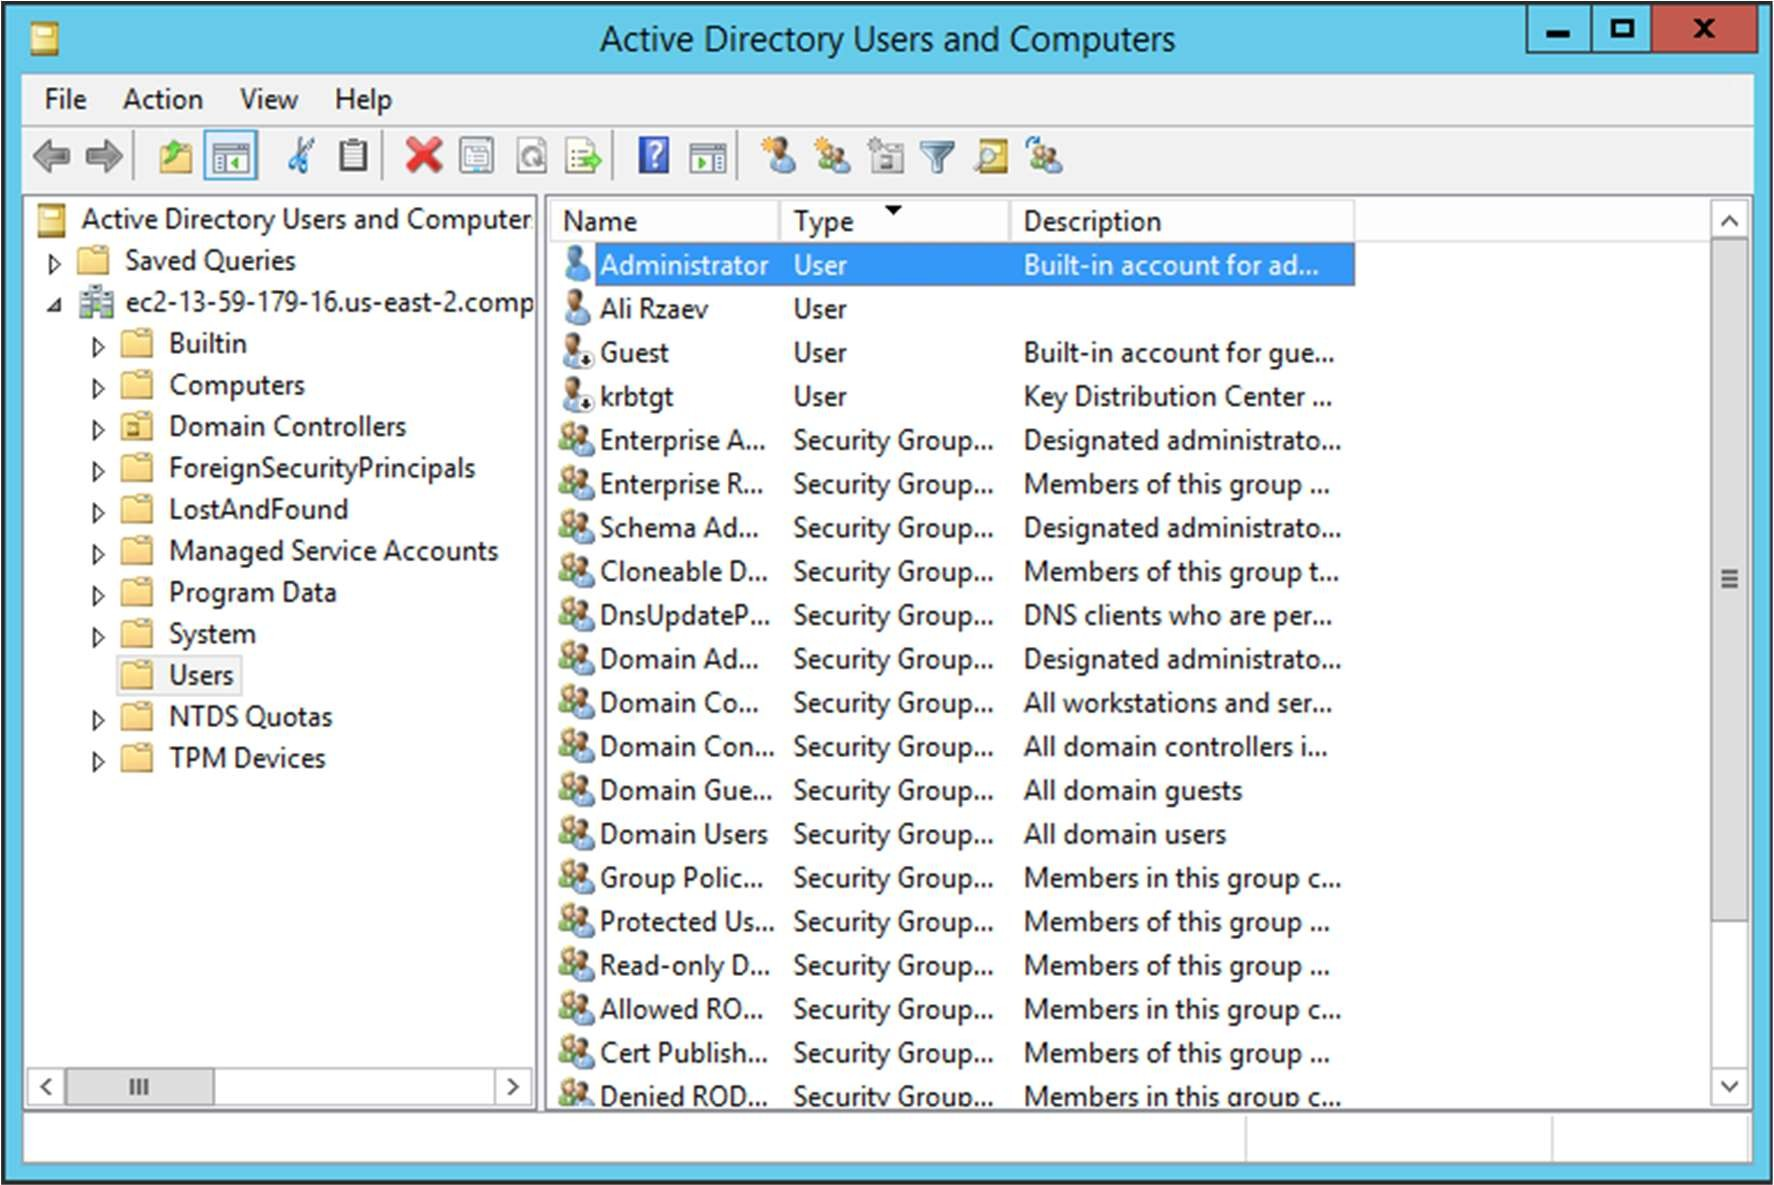 Active Directory Users and Computers
File Action View Help
Active Directory Users and Computer
Saved Queries
ec2-13-59-179-16.us-east-2.comp
Builtin
Computers
Domain Controllers
ForeignSecurityPrincipals
LostAndFound
Managed Service Accounts
Program Data
System
Users
NTDS Quotas
TPM Devices
Name Type Description
Administrator User Built-in account for ad...
Ali Rzaev User
Guest User Built-in account for gue...
krbtgt User Key Distribution Center ...
Enterprise A... Security Group... Designated administrato...
Enterprise R... Security Group... Members of this group ...
Schema Ad... Security Group... Designated administrato...
Cloneable D... Security Group... Members of this group t...
DnsUpdateP... Security Group... DNS clients who are per...
Domain Ad... Security Group... Designated administrato...
Domain Co... Security Group... All workstations and ser...
Domain Con... Security Group... All domain controllers i...
Domain Gue... Security Group... All domain guests
Domain Users Security Group... All domain users
Group Polic... Security Group... Members in this group c...
Protected Us... Security Group... Members of this group ...
Read-only D... Security Group... Members of this group ...
Allowed RO... Security Group... Members in this group c...
Cert Publish... Security Group... Members of this group ...
Denied ROD... Security Group... Members in this group c...